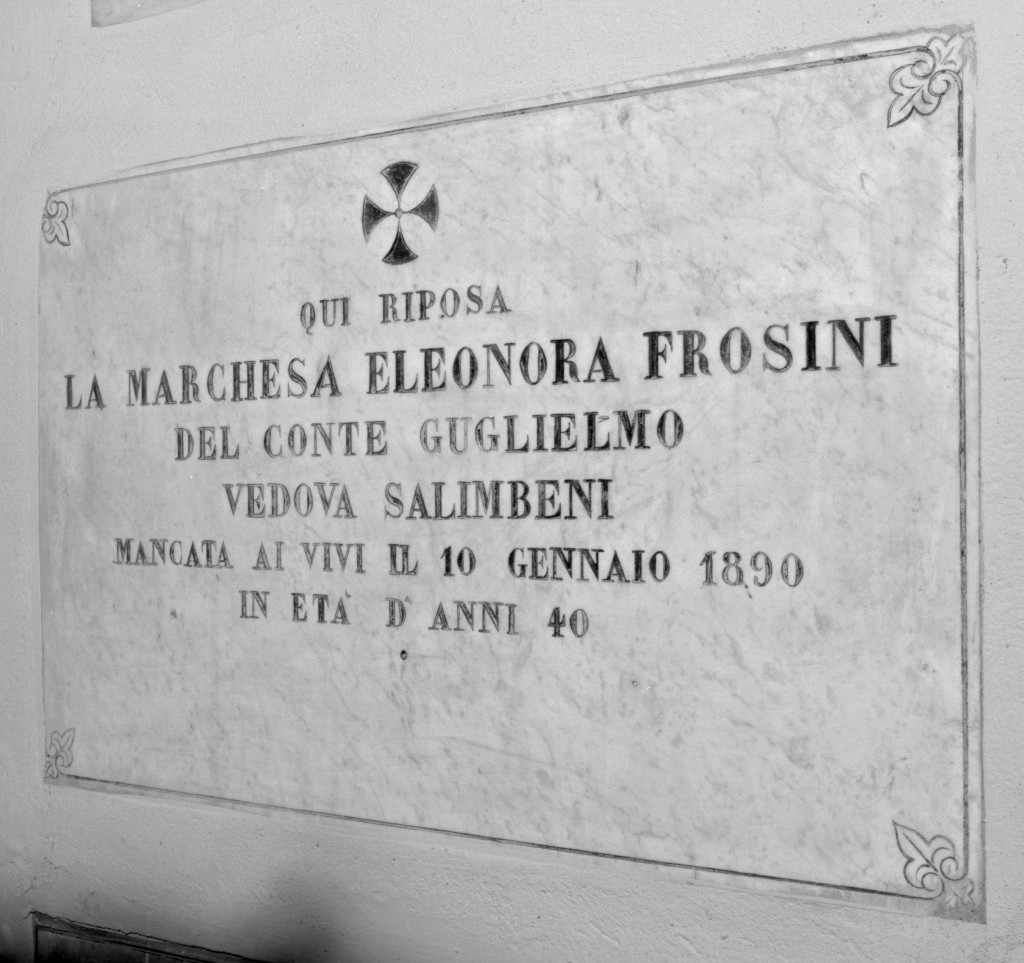 QUI RIPOSA
LA MARCHESA ELEONORA FROSINI
DEL CONTE GUGLIELMO
VEDOVA SALIMBENI
MANCATA AI VIVI IL 10 GENNAIO 1890
IN ETA' D' ANNI 40